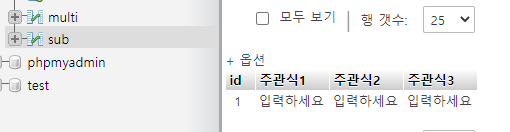 multi
sub
phpmyadmin
test
모두 보기 행 갯수: 25
+ 옵션
id 주관식1 주관식2 주관식3
1 입력하세요 입력하세요 입력하세요